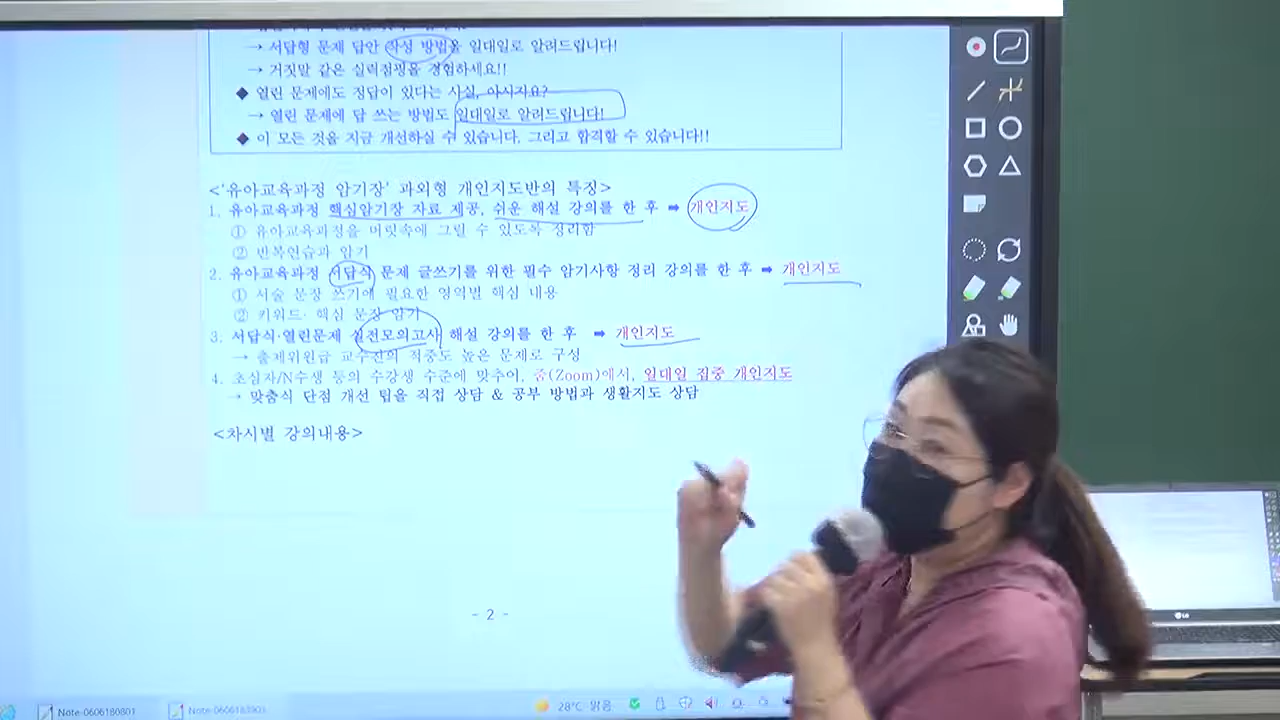 → 서답형 문제 답안 작성 방법을 일대일로 알려드립니다!
→ 거짓말 같은 실력점핑을 경험하세요!!
◆ 열린 문제에도 정답이 있다는 사실, 아시지요?
→ 열린 문제에 답 쓰는 방법도 일대일로 알려드립니다!
◆ 이 모든 것을 지금 개선하실 수 있습니다. 그리고 합격할 수 있습니다!!
<'유아교육과정 암기장' 과외형 개인지도반의 특징>
1. 유아교육과정 핵심암기장 자료 제공, 쉬운 해설 강의를 한 후 ➡ 개인지도
① 유아교육과정을 머릿속에 그릴 수 있도록 정리함
② 반복연습과 암기
2. 유아교육과정 서답식 문제 글쓰기를 위한 필수 암기사항 정리 강의를 한 후 ➡ 개인지도
① 서술 문장 쓰기에 필요한 영역별 핵심 내용
② 키워드· 핵심 문장 암기
3. 서답식·열린문제 실전모의고사 해설 강의를 한 후 ➡ 개인지도
→ 출제위원급 교수진의 적중도 높은 문제로 구성
4. 초심자/N수생 등의 수강생 수준에 맞추어, 줌(Zoom)에서, 일대일 집중 개인지도
→ 맞춤식 단점 개선 팁을 직접 상담 & 공부 방법과 생활지도 상담
<차시별 강의내용>
- 2 -
Note-0606180801
28°C 맑음
LG